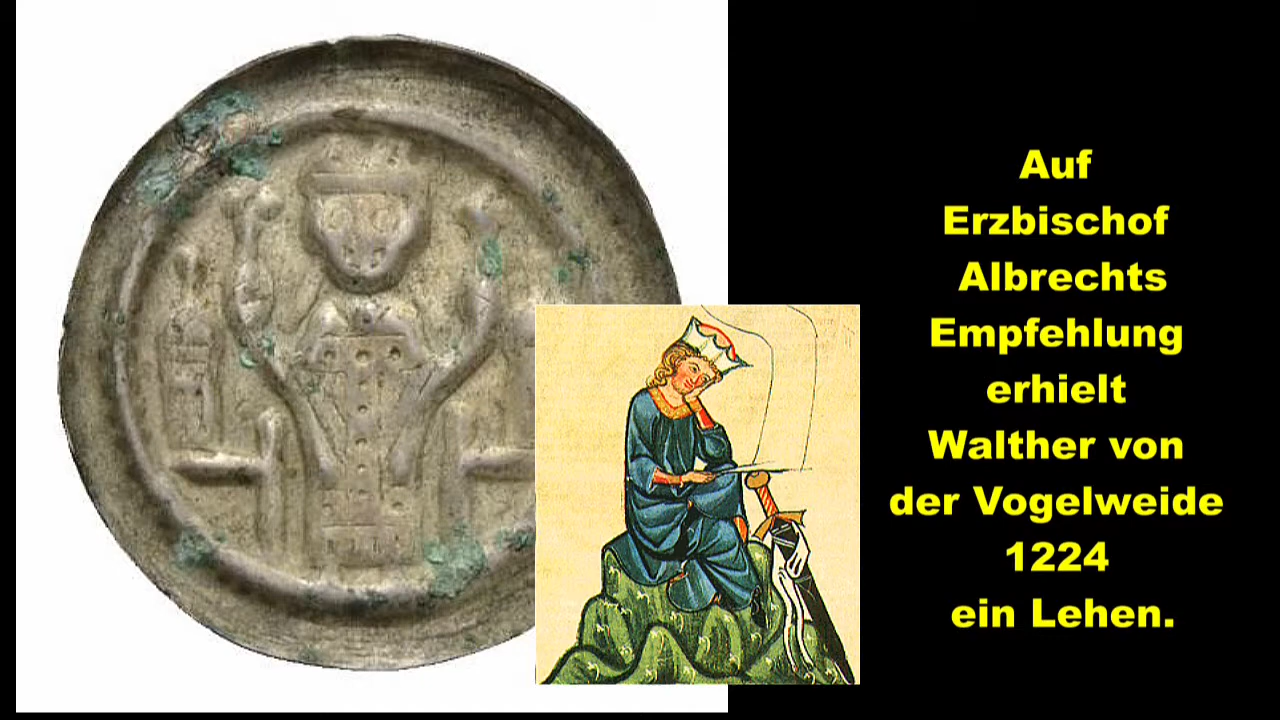 Auf
Erzbischof
Albrechts
Empfehlung
erhielt
Walther von
der Vogelweide
1224
ein Lehen.